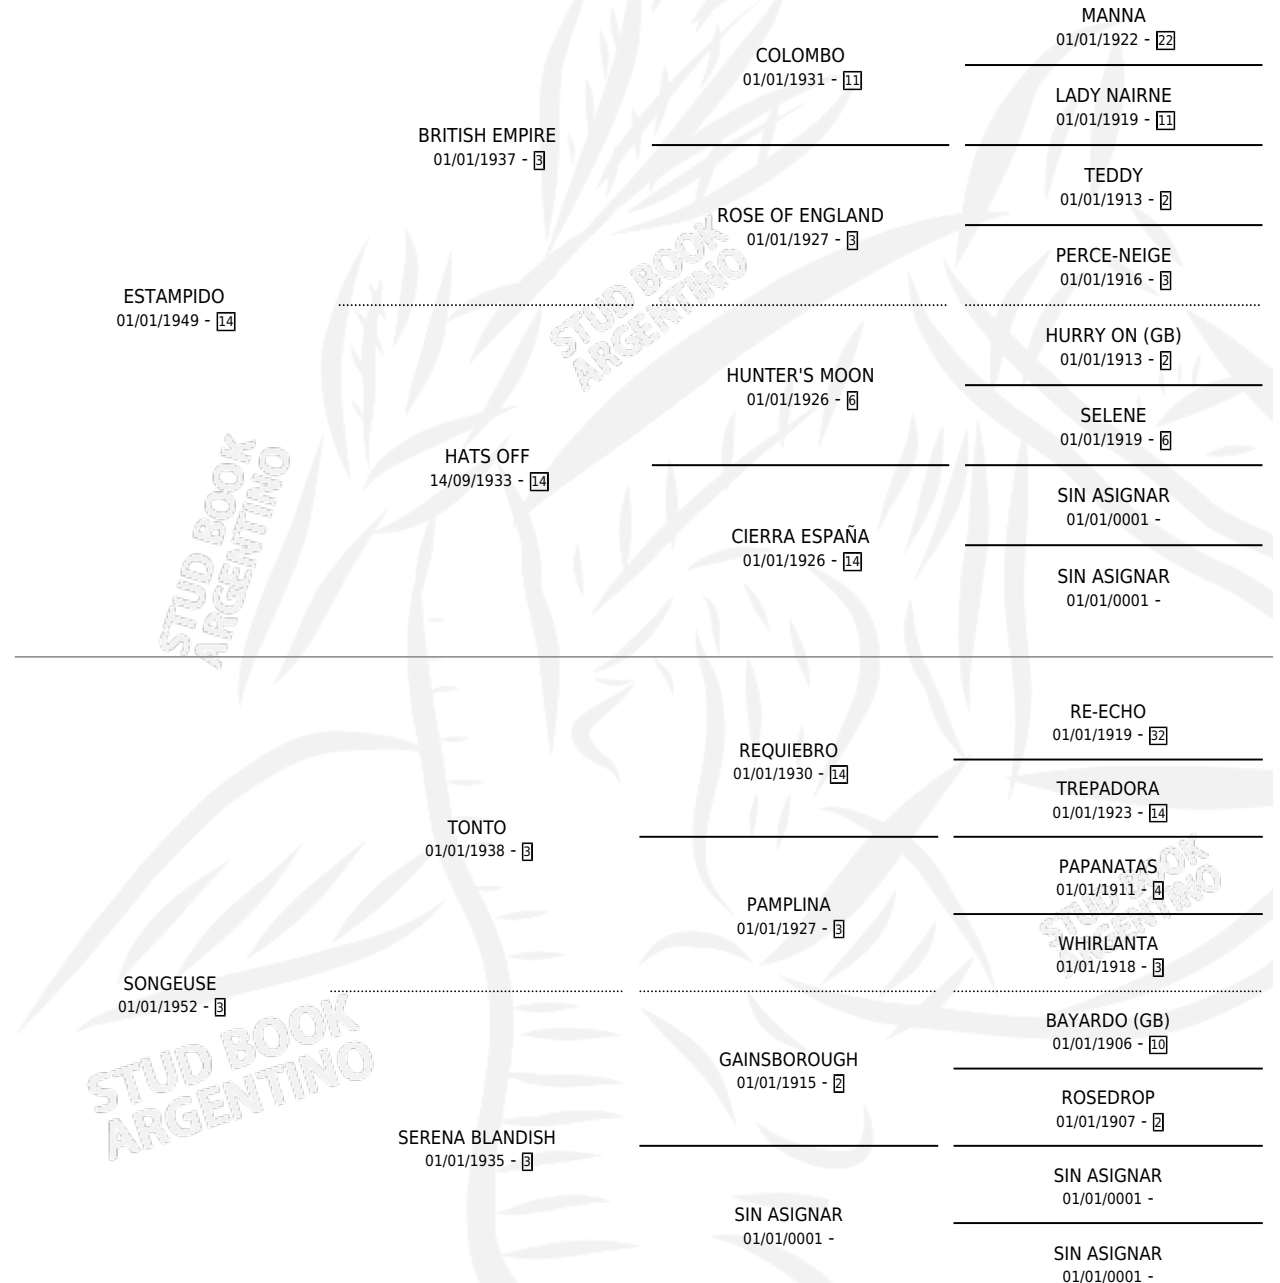 MANNA
01/01/1922 - 22
COLOMBO
01/01/1931 - 11
LADY NAIRNE
01/01/1919 - 11
BRITISH EMPIRE
01/01/1937 - 3
TEDDY
01/01/1913 - 2
ROSE OF ENGLAND
01/01/1927 - 3
PERCE-NEIGE
01/01/1916 - 3
ESTAMPIDO
01/01/1949 - 14
STUD BOOK
ARGENTINO
HURRY ON (GB)
01/01/1913 - 2
HUNTER'S MOON
01/01/1926 - 6
SELENE
01/01/1919 - 6
HATS OFF
14/09/1933 - 14
SIN ASIGNAR
01/01/0001 -
CIERRA ESPAÑA
01/01/1926 - 14
SIN ASIGNAR
01/01/0001 -
STUD BOOK
ARGENTINO
RE-ECHO
01/01/1919 - 32
REQUIEBRO
01/01/1930 - 14
TREPADORA
01/01/1923 - 14
TONTO
01/01/1938 - 3
PAPANATAS
01/01/1911 - 4
PAMPLINA
01/01/1927 - 3
WHIRLANTA
01/01/1918 - 3
STUD BOOK
ARGENTINO
SONGEUSE
01/01/1952 - 3
BAYARDO (GB)
01/01/1906 - 10
GAINSBOROUGH
01/01/1915 - 2
ROSEDROP
01/01/1907 - 2
STUD BOOK
ARGENTINO
SERENA BLANDISH
01/01/1935 - 3
SIN ASIGNAR
01/01/0001 -
SIN ASIGNAR
01/01/0001 -
SIN ASIGNAR
01/01/0001 -